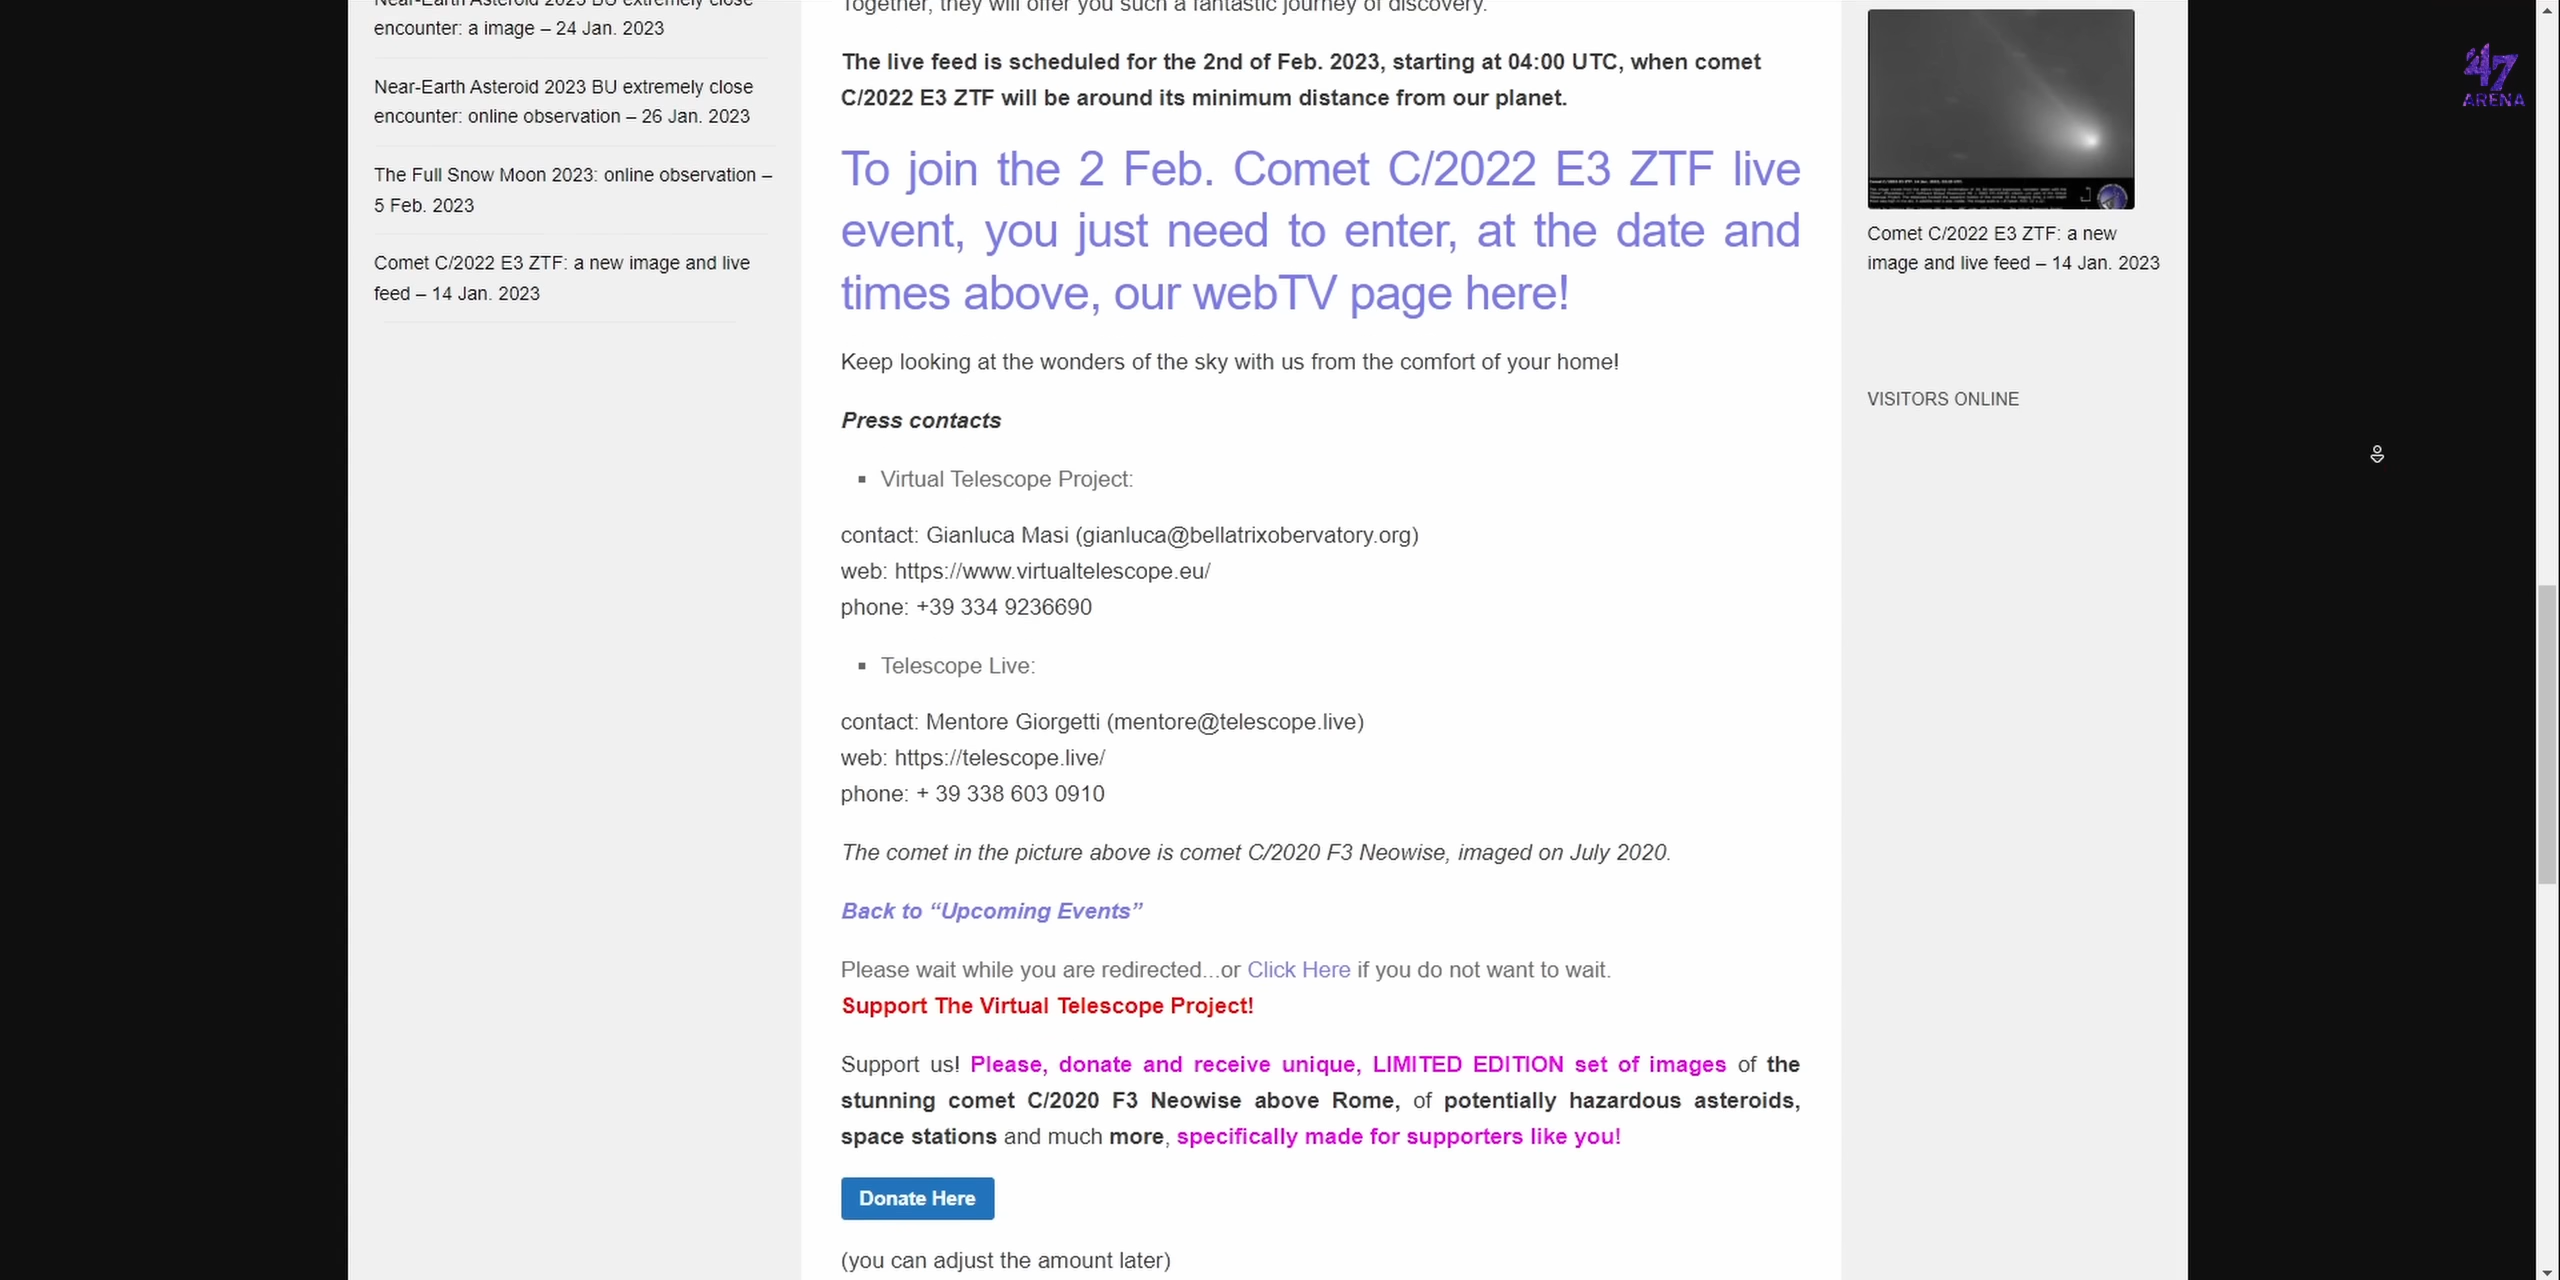 Near-Earth Asteroid 2023 BU extremely close
encounter: a image – 24 Jan. 2023
Near-Earth Asteroid 2023 BU extremely close
encounter: online observation – 26 Jan. 2023
The Full Snow Moon 2023: online observation –
5 Feb. 2023
Comet C/2022 E3 ZTF: a new image and live
feed – 14 Jan. 2023
Together, they will offer you such a fantastic journey of discovery.
The live feed is scheduled for the 2nd of Feb. 2023, starting at 04:00 UTC, when comet
C/2022 E3 ZTF will be around its minimum distance from our planet.
To join the 2 Feb. Comet C/2022 E3 ZTF live
event, you just need to enter, at the date and
times above, our webTV page here!
Keep looking at the wonders of the sky with us from the comfort of your home!
Press contacts
▪ Virtual Telescope Project:
contact: Gianluca Masi (gianluca@bellatrixobervatory.org)
web: https://www.virtualtelescope.eu/
phone: +39 334 9236690
▪ Telescope Live:
contact: Mentore Giorgetti (mentore@telescope.live)
web: https://telescope.live/
phone: + 39 338 603 0910
The comet in the picture above is comet C/2020 F3 Neowise, imaged on July 2020.
Back to “Upcoming Events”
Please wait while you are redirected...or Click Here if you do not want to wait.
Support The Virtual Telescope Project!
Support us! Please, donate and receive unique, LIMITED EDITION set of images of the
stunning comet C/2020 F3 Neowise above Rome, of potentially hazardous asteroids,
space stations and much more, specifically made for supporters like you!
Donate Here
(you can adjust the amount later)
Comet C/2022 E3 ZTF: a new
image and live feed – 14 Jan. 2023
VISITORS ONLINE
47
ARENA